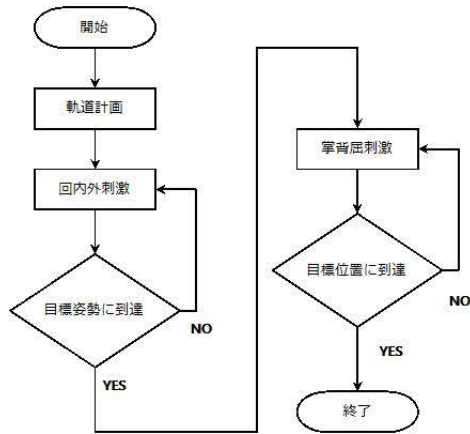 開始
軌道計画
回内外刺激
目標姿勢に到達
NO
YES
掌背屈刺激
目標位置に到達
NO
YES
終了